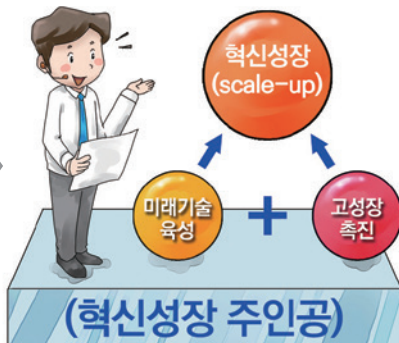 혁신성장
(scale-up)
미래기술
육성
+
고성장
촉진
(혁신성장 주인공)